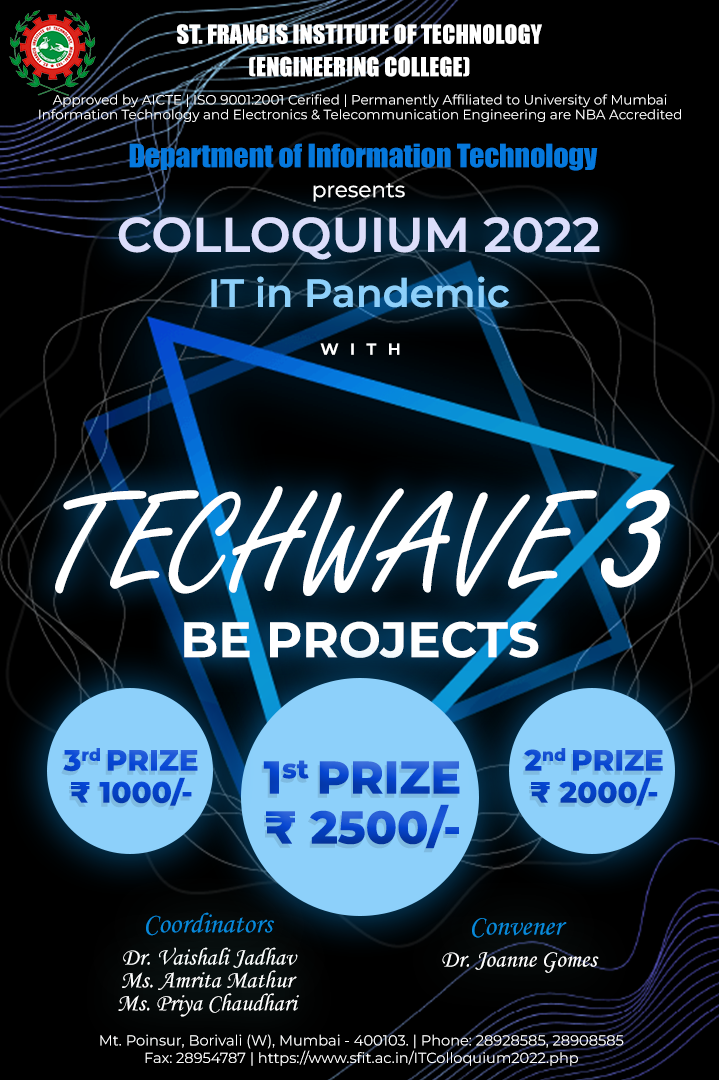 ST. FRANCIS INSTITUTE OF TECHNOLOGY
(ENGINEERING COLLEGE)
Approved by AICTE | ISO 9001:2001 Cerified | Permanently Affiliated to University of Mumbai
Information Technology and Electronics & Telecommunication Engineering are NBA Accredited
Department of Information Technology
presents
COLLOQUIUM 2022
IT in Pandemic
WITH
TECHWAVE 3
BE PROJECTS
3rd PRIZE
₹ 1000/-
1st PRIZE
₹ 2500/-
2nd PRIZE
₹ 2000/-
Coordinators
Dr. Vaishali Jadhav
Ms. Amrita Mathur
Ms. Priya Chaudhari
Convener
Dr. Joanne Gomes
Mt. Poinsur, Borivali (W), Mumbai - 400103. | Phone: 28928585, 28908585
Fax: 28954787 | https://www.sfit.ac.in/ITColloquium2022.php